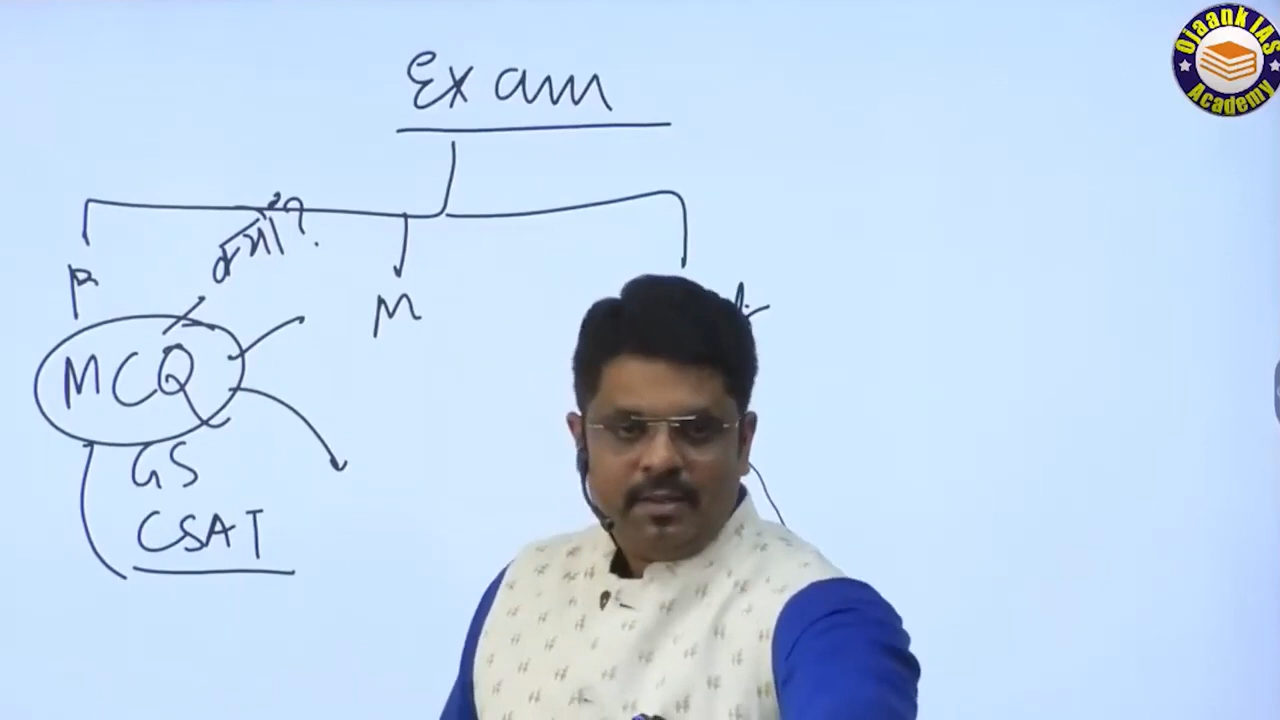 Exam
क्यों?
P
M
MCQ
GS
CSAT
Ojaank IAS
Academy